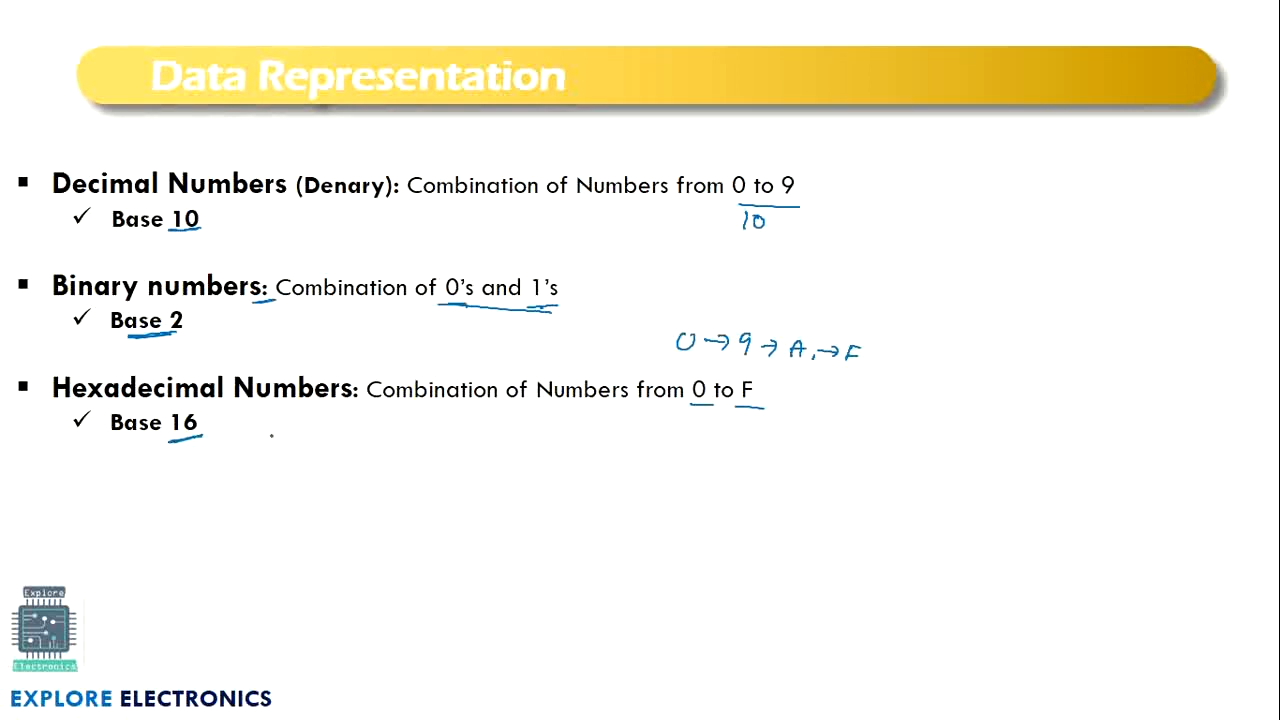 Data Representation
▪ Decimal Numbers (Denary): Combination of Numbers from 0 to 9
✓ Base 10
10
▪ Binary numbers: Combination of 0's and 1's
✓ Base 2
0 → 9 → A, → F
▪ Hexadecimal Numbers: Combination of Numbers from 0 to F
✓ Base 16
Explore
Electronics
EXPLORE ELECTRONICS